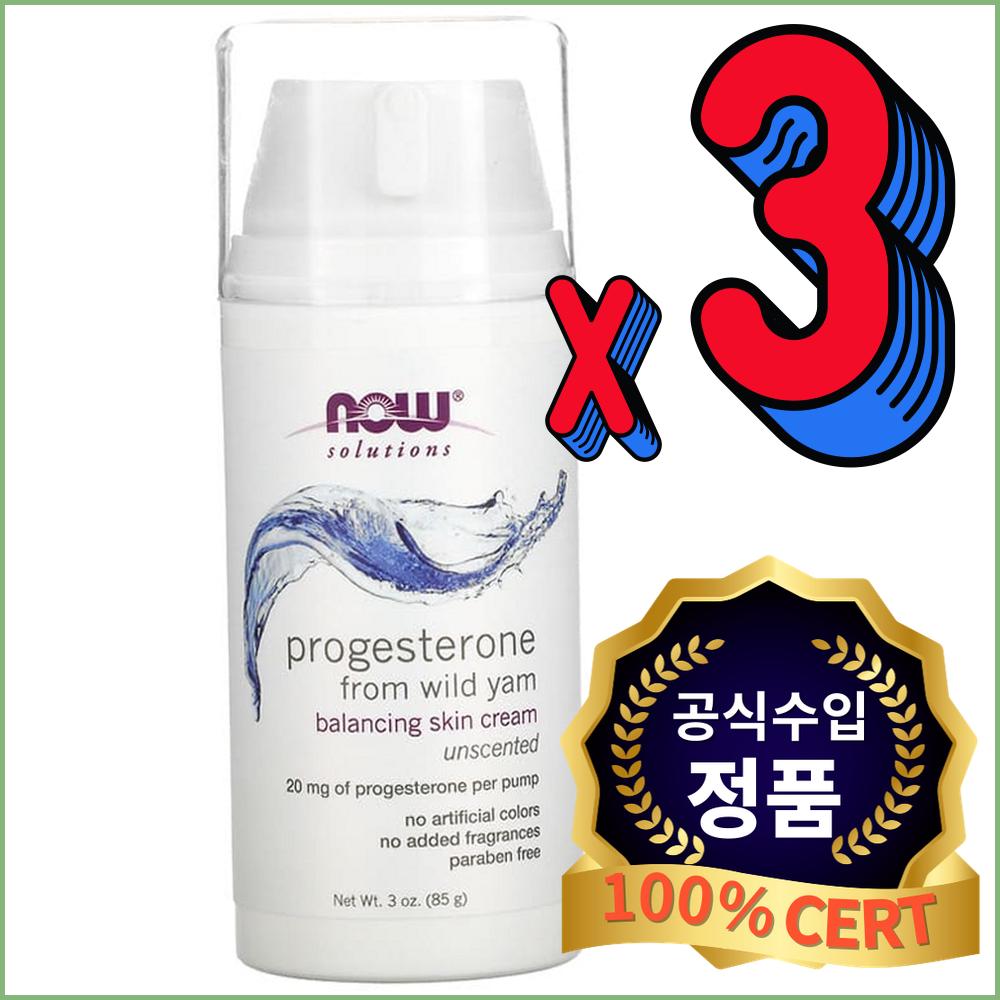 now®
solutions
progesterone
from wild yam
balancing skin cream
unscented
20 mg of progesterone per pump
no artificial colors
no added fragrances
paraben free
Net Wt. 3 oz. (85 g)
x 3
공식수입
정품
100% CERT